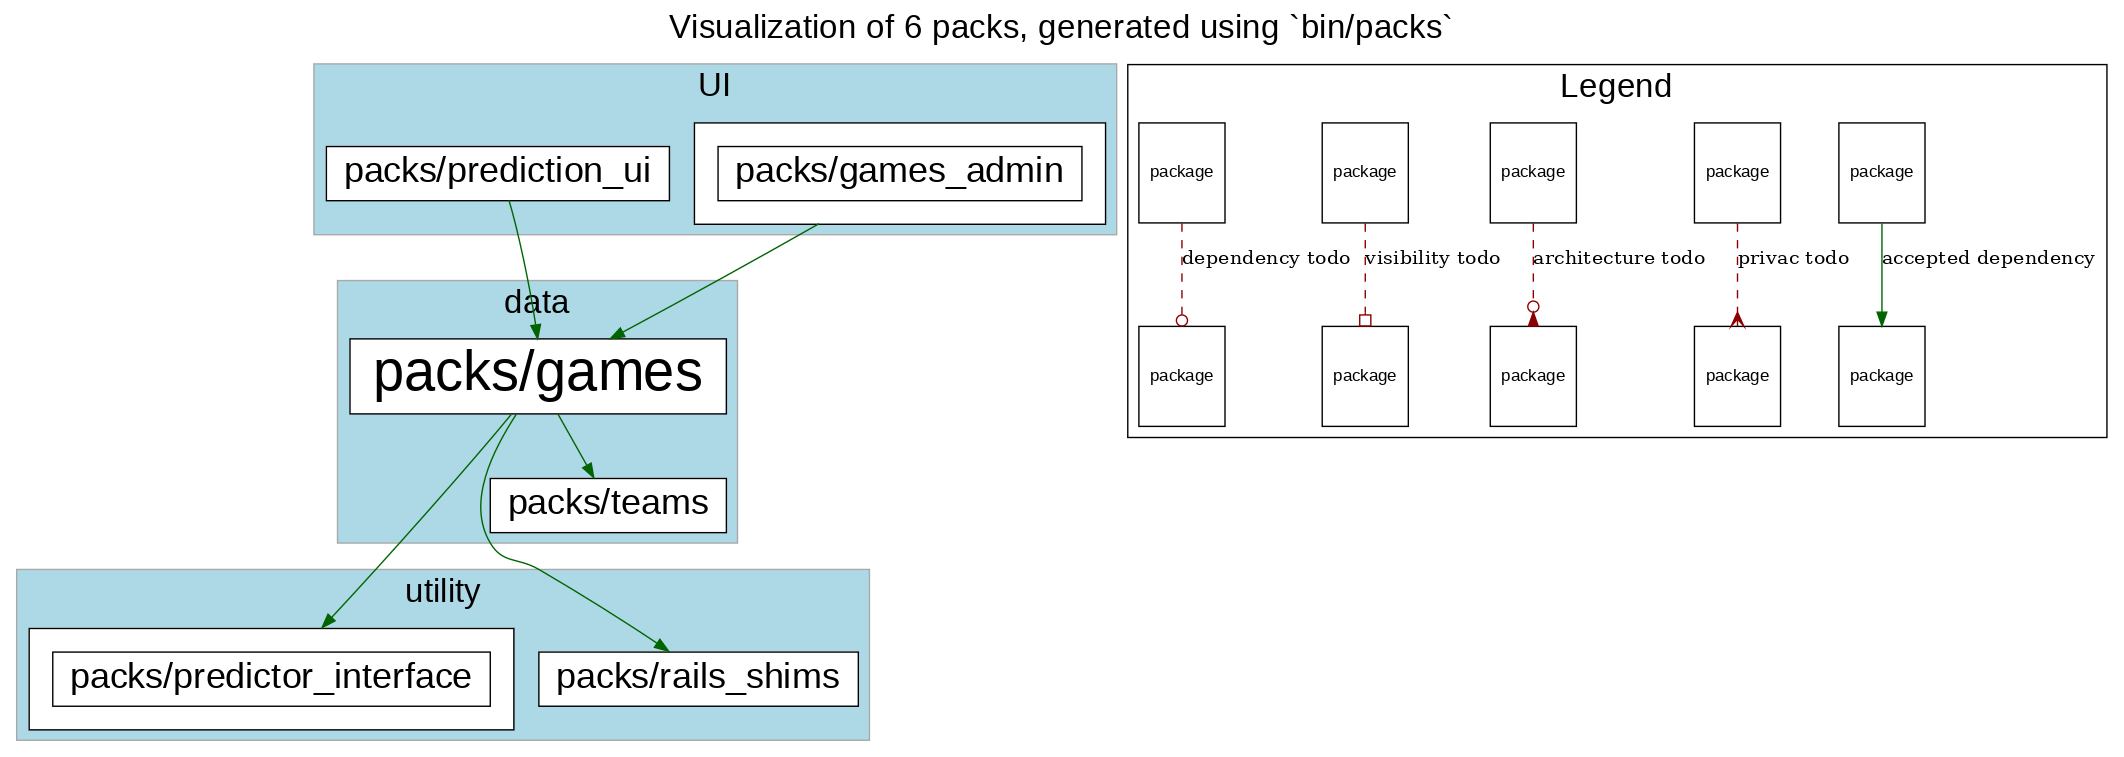 Visualization of 6 packs, generated using `bin/packs`
UI
packs/prediction_ui
packs/games_admin
data
packs/games
packs/teams
utility
packs/predictor_interface
packs/rails_shims
Legend
package
package
package
package
package
dependency todo
visibility todo
architecture todo
privac todo
accepted dependency
package
package
package
package
package